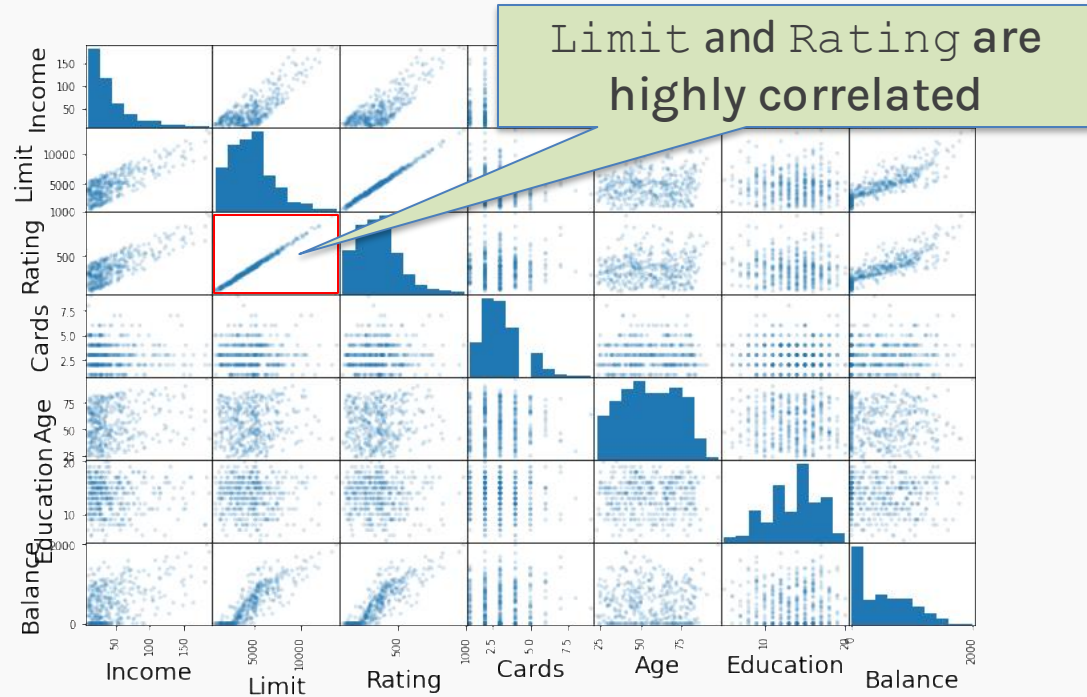 Limit and Rating are
highly correlated
Income
150
100
50
Limit
10000
5000
Rating
1000
500
Cards
7.5
5.0
2.5
Age
75
50
25
Education
20
10
Balance
2000
0
50
100
150
5000
10000
500
1000
2.5
5.0
7.5
25
50
75
10
20
0
2000
Income
Limit
Rating
Cards
Age
Education
Balance